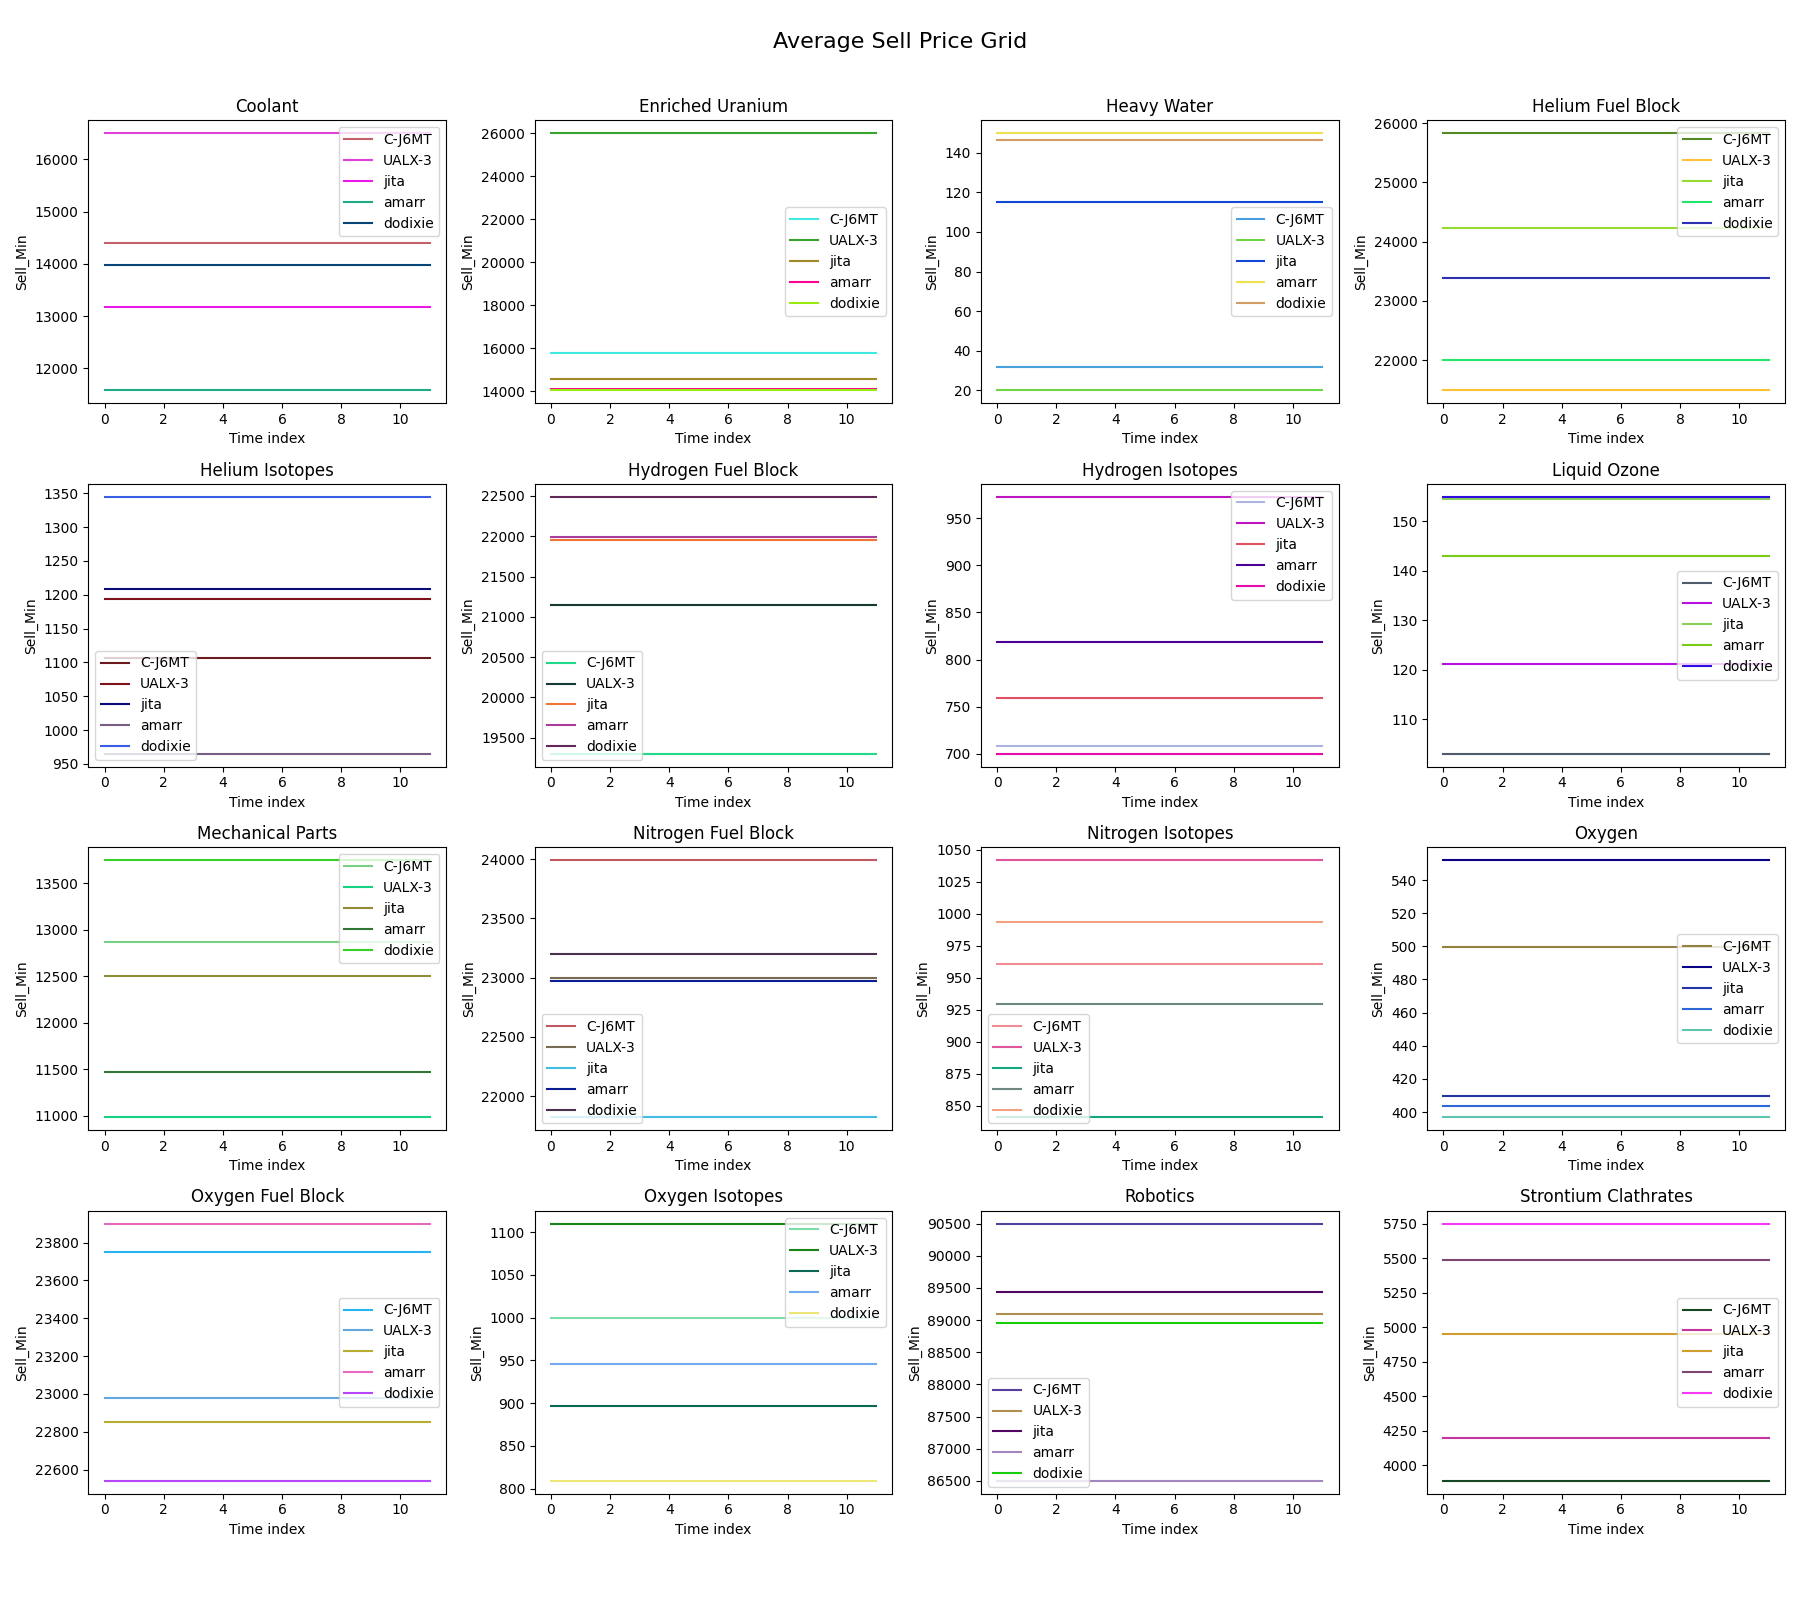 Average Sell Price Grid
Coolant
Sell_Min
16000
15000
14000
13000
12000
C-J6MT
UALX-3
jita
amarr
dodixie
0 2 4 6 8 10
Time index
Enriched Uranium
Sell_Min
26000
24000
22000
20000
18000
16000
14000
C-J6MT
UALX-3
jita
amarr
dodixie
0 2 4 6 8 10
Time index
Heavy Water
Sell_Min
140
120
100
80
60
40
20
C-J6MT
UALX-3
jita
amarr
dodixie
0 2 4 6 8 10
Time index
Helium Fuel Block
Sell_Min
26000
25000
24000
23000
22000
C-J6MT
UALX-3
jita
amarr
dodixie
0 2 4 6 8 10
Time index
Helium Isotopes
Sell_Min
1350
1300
1250
1200
1150
1100
1050
1000
950
C-J6MT
UALX-3
jita
amarr
dodixie
0 2 4 6 8 10
Time index
Hydrogen Fuel Block
Sell_Min
22500
22000
21500
21000
20500
20000
19500
C-J6MT
UALX-3
jita
amarr
dodixie
0 2 4 6 8 10
Time index
Hydrogen Isotopes
Sell_Min
950
900
850
800
750
700
C-J6MT
UALX-3
jita
amarr
dodixie
0 2 4 6 8 10
Time index
Liquid Ozone
Sell_Min
150
140
130
120
110
C-J6MT
UALX-3
jita
amarr
dodixie
0 2 4 6 8 10
Time index
Mechanical Parts
Sell_Min
13500
13000
12500
12000
11500
11000
C-J6MT
UALX-3
jita
amarr
dodixie
0 2 4 6 8 10
Time index
Nitrogen Fuel Block
Sell_Min
24000
23500
23000
22500
22000
C-J6MT
UALX-3
jita
amarr
dodixie
0 2 4 6 8 10
Time index
Nitrogen Isotopes
Sell_Min
1050
1025
1000
975
950
925
900
875
850
C-J6MT
UALX-3
jita
amarr
dodixie
0 2 4 6 8 10
Time index
Oxygen
Sell_Min
540
520
500
480
460
440
420
400
C-J6MT
UALX-3
jita
amarr
dodixie
0 2 4 6 8 10
Time index
Oxygen Fuel Block
Sell_Min
23800
23600
23400
23200
23000
22800
22600
C-J6MT
UALX-3
jita
amarr
dodixie
0 2 4 6 8 10
Time index
Oxygen Isotopes
Sell_Min
1100
1050
1000
950
900
850
800
C-J6MT
UALX-3
jita
amarr
dodixie
0 2 4 6 8 10
Time index
Robotics
Sell_Min
90500
90000
89500
89000
88500
88000
87500
87000
86500
C-J6MT
UALX-3
jita
amarr
dodixie
0 2 4 6 8 10
Time index
Strontium Clathrates
Sell_Min
5750
5500
5250
5000
4750
4500
4250
4000
C-J6MT
UALX-3
jita
amarr
dodixie
0 2 4 6 8 10
Time index